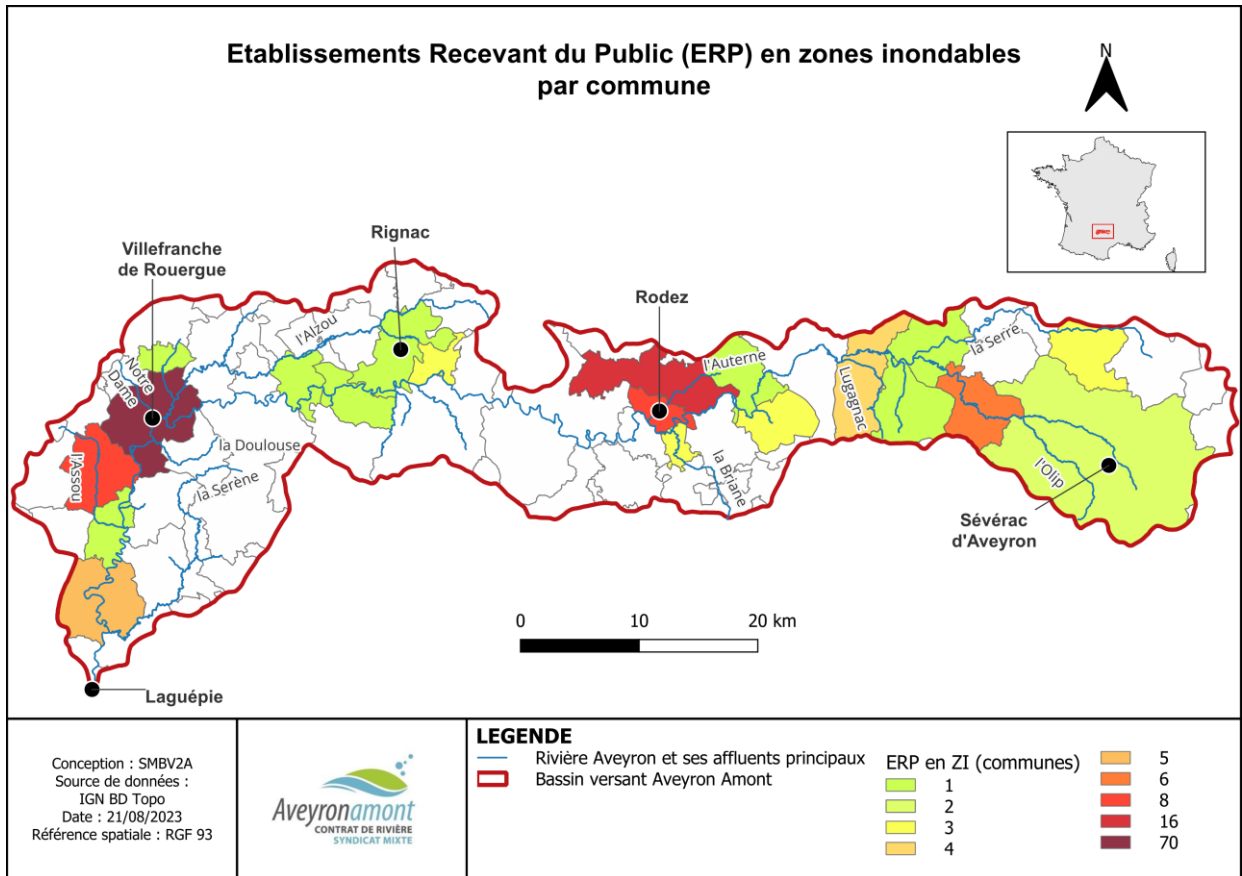 Etablissements Recevant du Public (ERP) en zones inondables
par commune
N
Villefranche
de Rouergue
Rignac
Rodez
l'Alzou
Notre
Dame
l'Auterne
la Serre
Lugagnac
la Doulouse
l'Assou
la Serène
la Briane
l'Olip
Sévérac
d'Aveyron
0 10 20 km
Laguépie
Conception : SMBV2A
Source de données :
IGN BD Topo
Date : 21/08/2023
Référence spatiale : RGF 93
Aveyronamont
CONTRAT DE RIVIÈRE
SYNDICAT MIXTE
LEGENDE
Rivière Aveyron et ses affluents principaux
Bassin versant Aveyron Amont
ERP en ZI (communes)
1
2
3
4
5
6
8
16
70